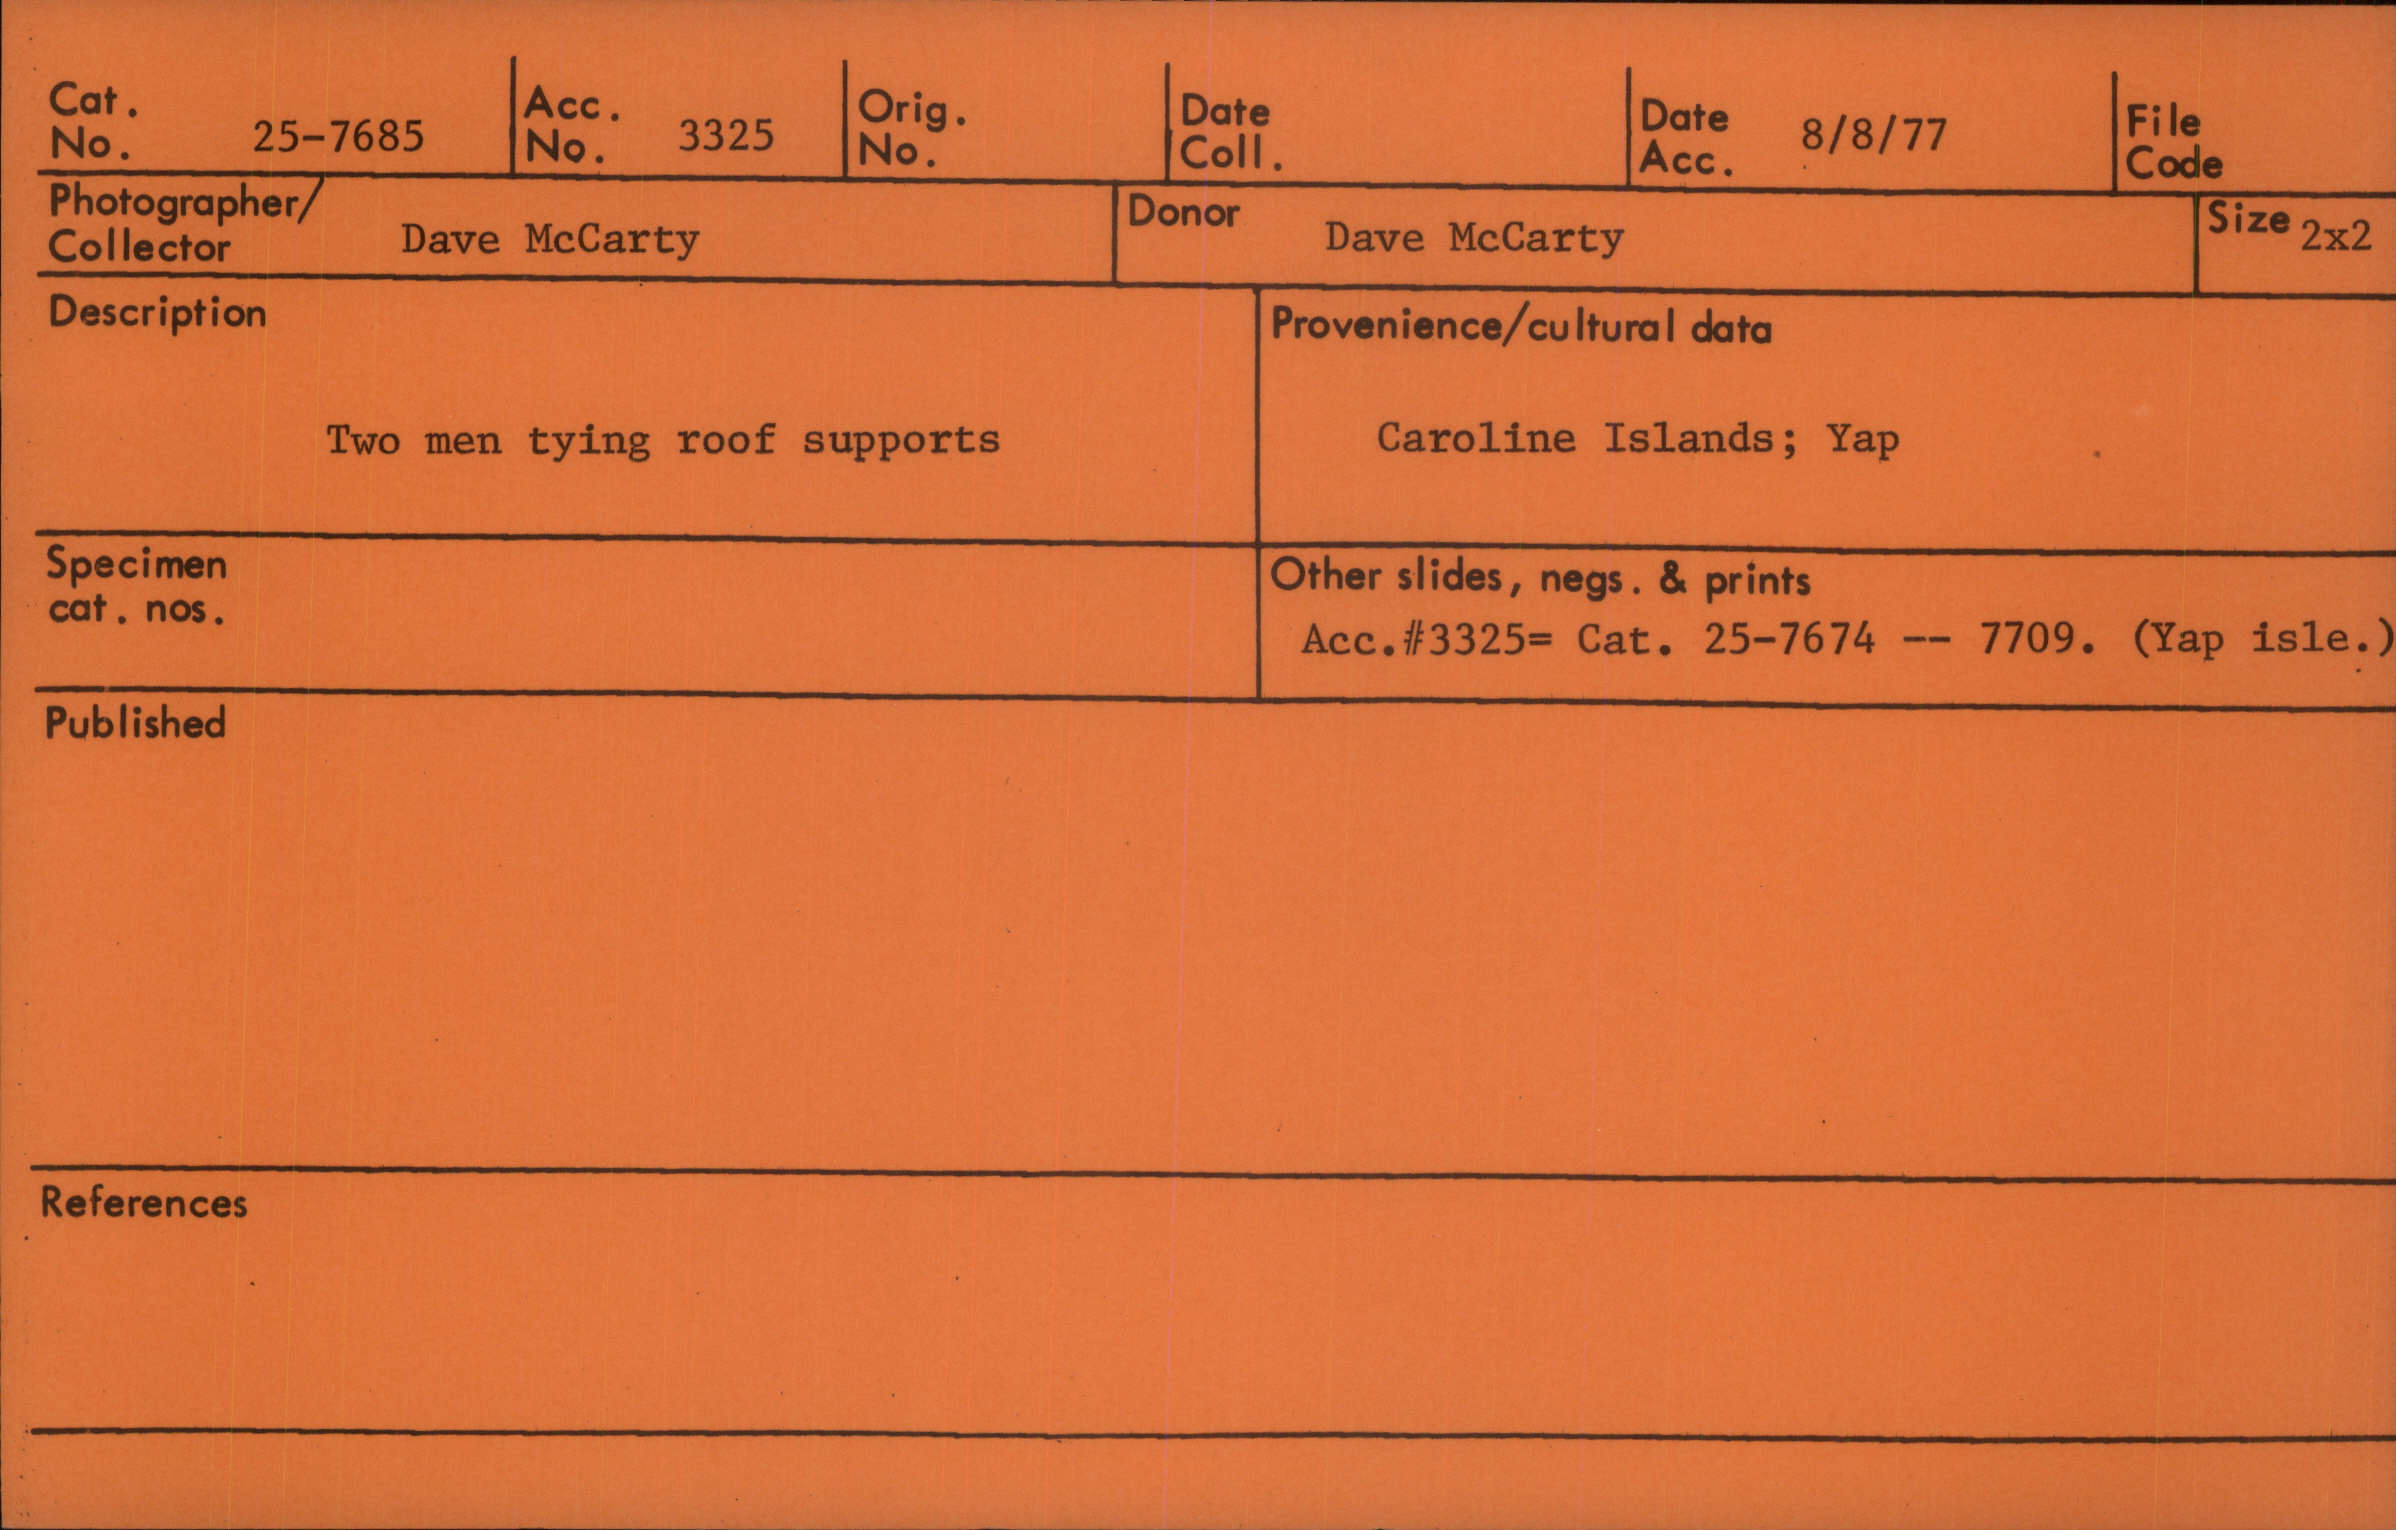 Cat. No. 25-7685 Acc. No. 3325 Orig. No. Date Coll. Date Acc. 8/8/77 File Code
Photographer/ Collector Dave McCarty Donor Dave McCarty Size 2x2
Description
Two men tying roof supports
Provenience/cultural data
Caroline Islands; Yap
Specimen cat. nos.
Other slides, negs. & prints
Acc.#3325= Cat. 25-7674 -- 7709. (Yap isle.)
Published
References